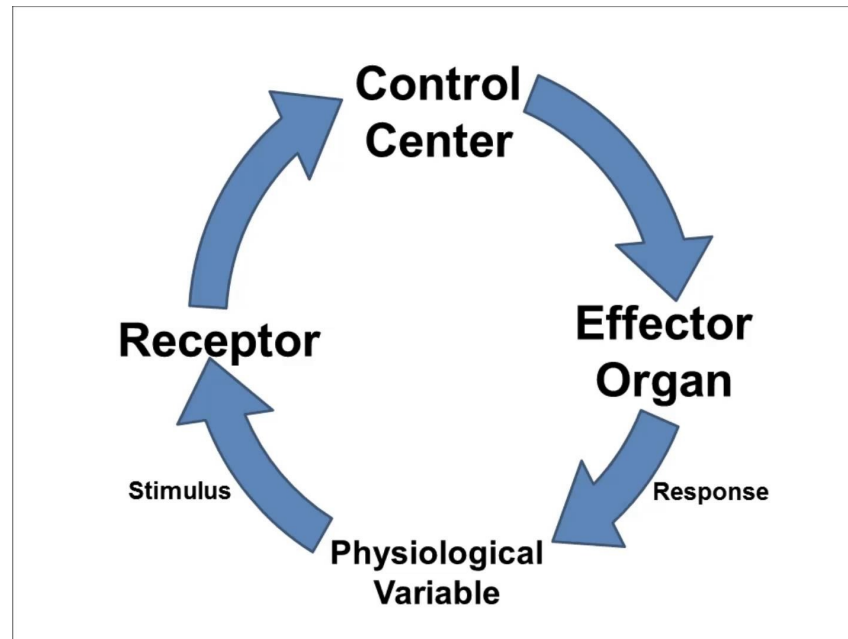 Control
Center
Effector
Organ
Receptor
Stimulus
Response
Physiological
Variable